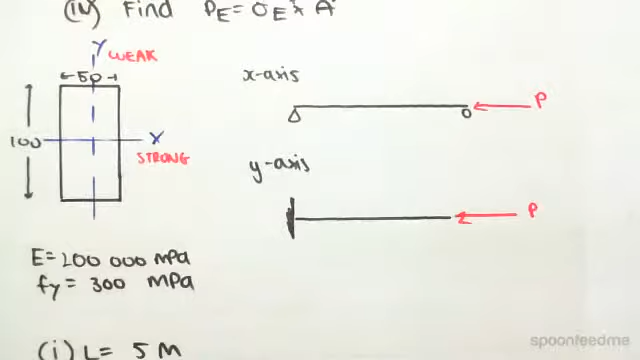 (iv) Find PE = σE × A
Y WEAK
50
100
X
STRONG
x-axis
P
y-axis
P
E = 200 000 MPa
fy = 300 MPa
(i) L = 5 M
spoonfeedme